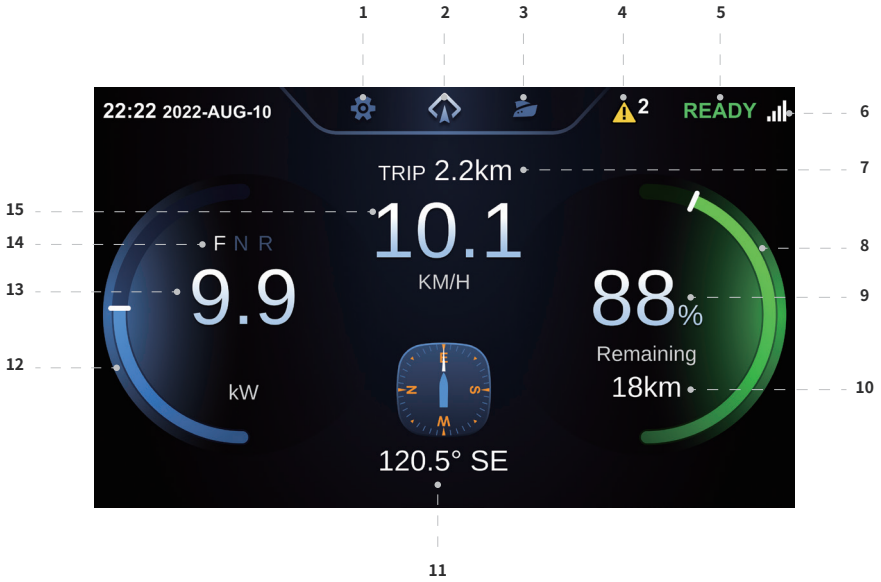 1 2 3 4 5
22:22 2022-AUG-10 2 READY 6
TRIP 2.2km 7
15 10.1
14 F N R 8
KM/H
13 9.9 88% 9
Remaining
12 E
kW N S 18km 10
W
120.5° SE
11